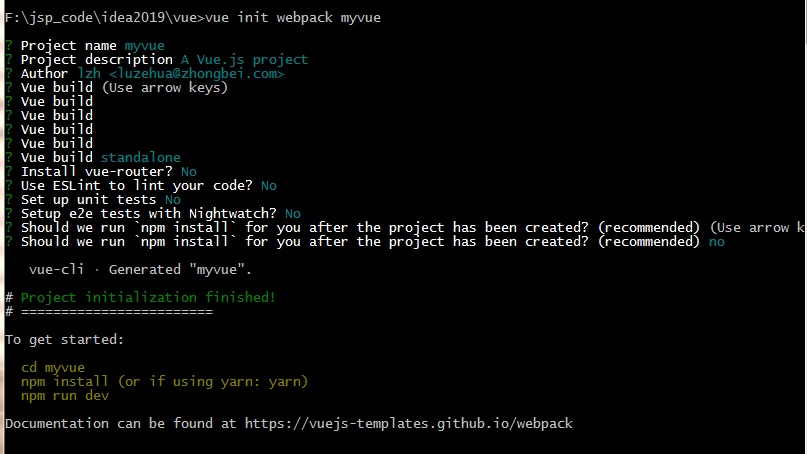 F:\jsp_code\idea2019\vue>vue init webpack myvue
? Project name myvue
? Project description A Vue.js project
? Author lzh <luzehua@zhongbei.com>
? Vue build (Use arrow keys)
? Vue build
? Vue build
? Vue build
? Vue build
? Vue build standalone
? Install vue-router? No
? Use ESLint to lint your code? No
? Set up unit tests No
? Setup e2e tests with Nightwatch? No
? Should we run `npm install` for you after the project has been created? (recommended) (Use arrow k
? Should we run `npm install` for you after the project has been created? (recommended) no
vue-cli · Generated "myvue".
# Project initialization finished!
# ========================
To get started:
cd myvue
npm install (or if using yarn: yarn)
npm run dev
Documentation can be found at https://vuejs-templates.github.io/webpack